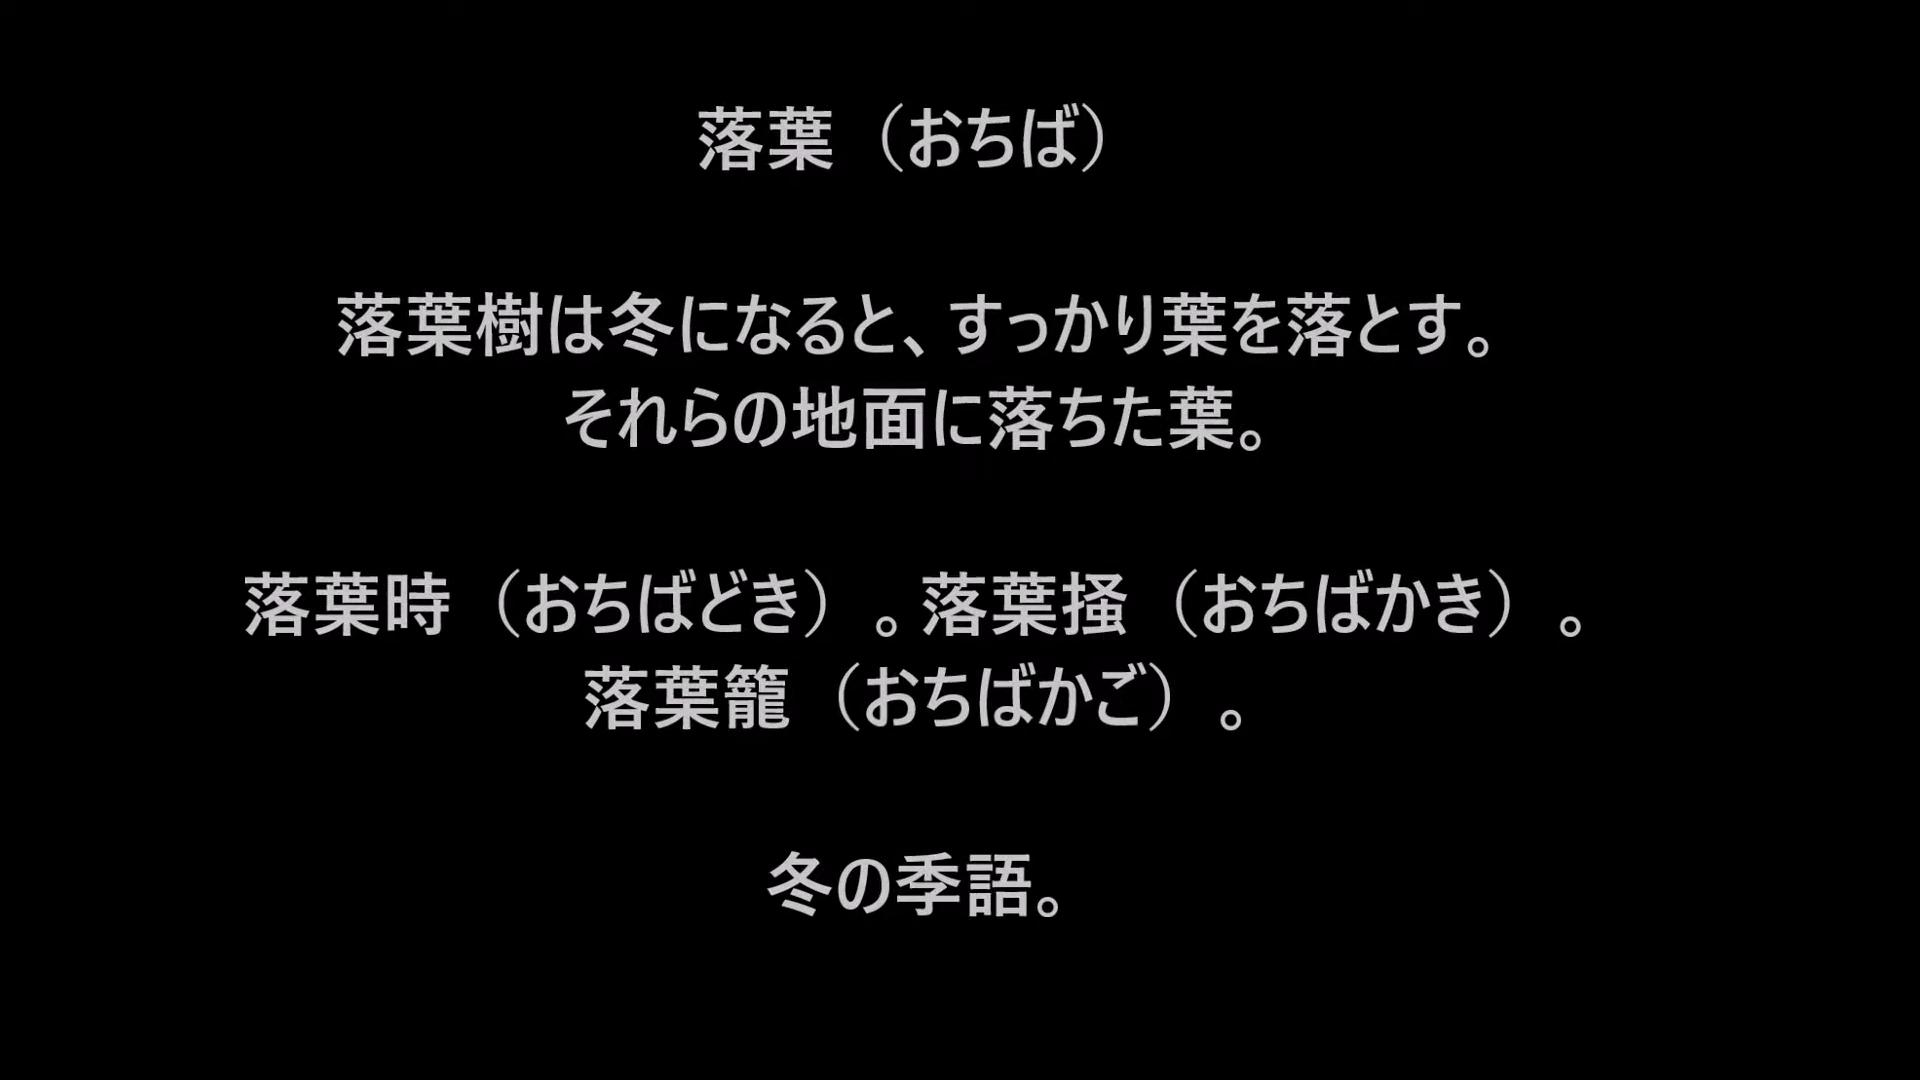 落葉（おちば）
落葉樹は冬になると、すっかり葉を落とす。
それらの地面に落ちた葉。
落葉時（おちばどき）。落葉掻（おちばかき）。
落葉籠（おちばかご）。
冬の季語。